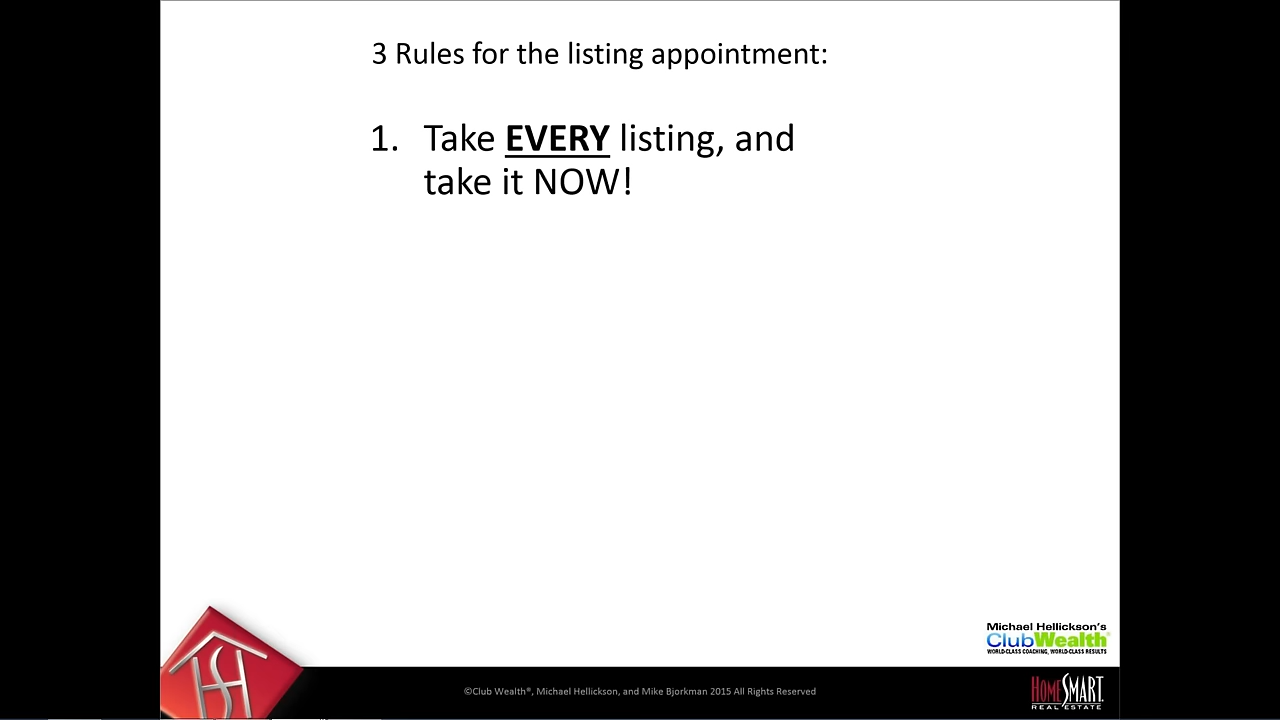 3 Rules for the listing appointment:
1. Take EVERY listing, and
take it NOW!
Michael Hellickson's
ClubWealth®
WORLD-CLASS COACHING, WORLD-CLASS RESULTS
©Club Wealth®, Michael Hellickson, and Mike Bjorkman 2015 All Rights Reserved
HOMESMART
REAL ESTATE